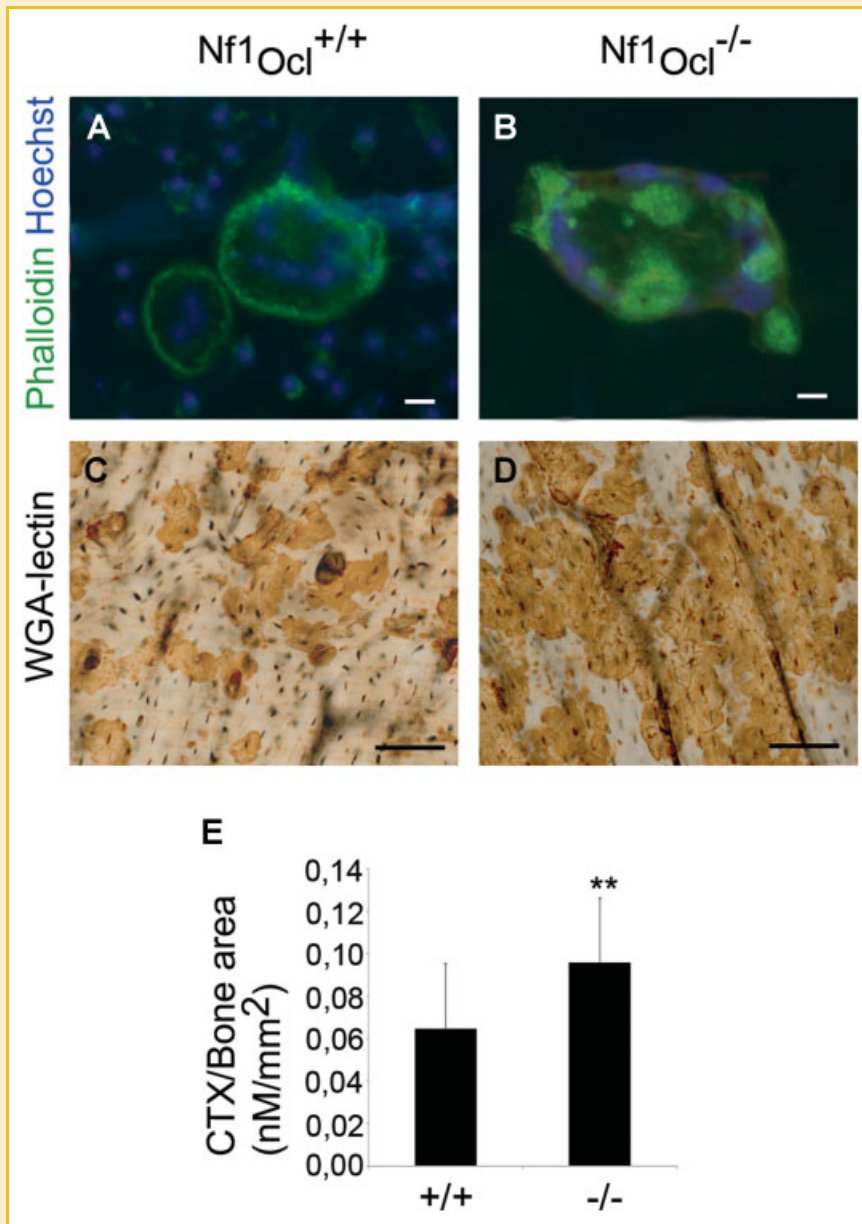 Nf1Ocl+/+ Nf1Ocl-/-
Phalloidin Hoechst
A B
WGA-lectin
C D
E
CTX/Bone area
(nM/mm2)
0,14
0,12
0,10
0,08
0,06
0,04
0,02
0,00
**
+/+ -/-